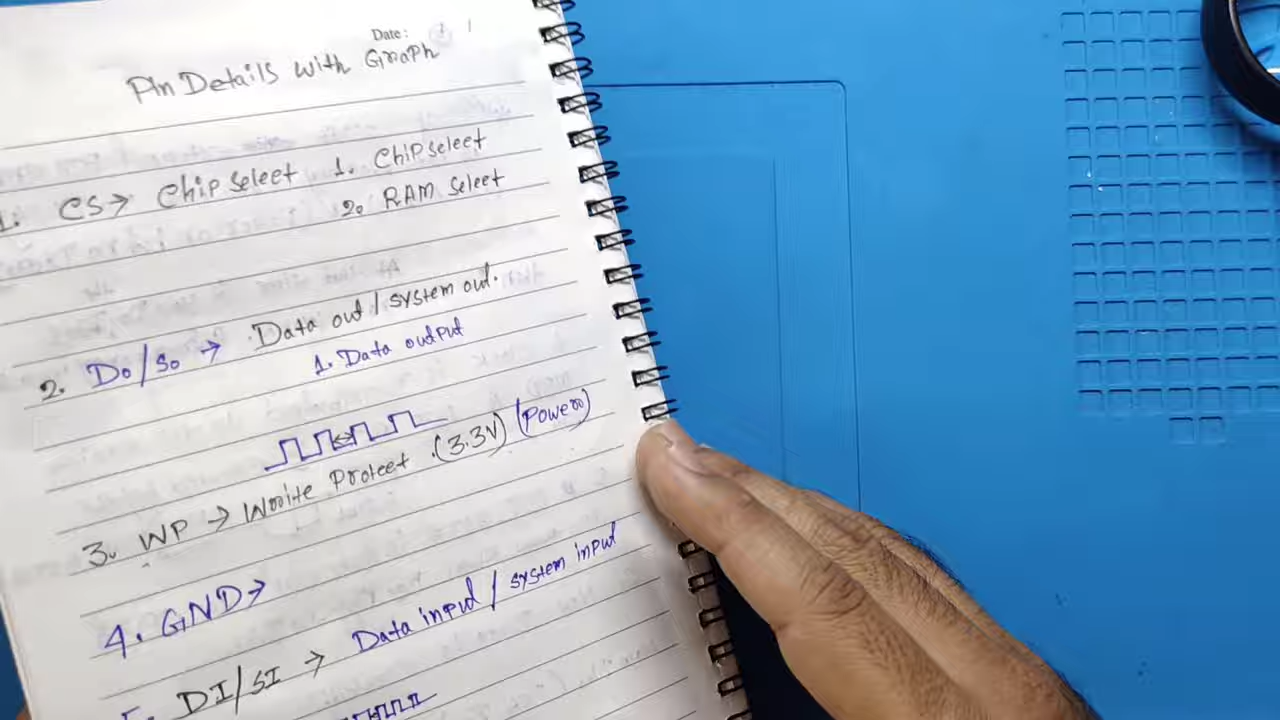 Date:
Pin Details with Graph
1. CS → Chip Select 1. Chip select
2. RAM Select
2. Do/So → Data out / system out.
1. Data output
3. WP → Write Protect (3.3V) (Power)
4. GND →
5. DI/SI → Data input / system input